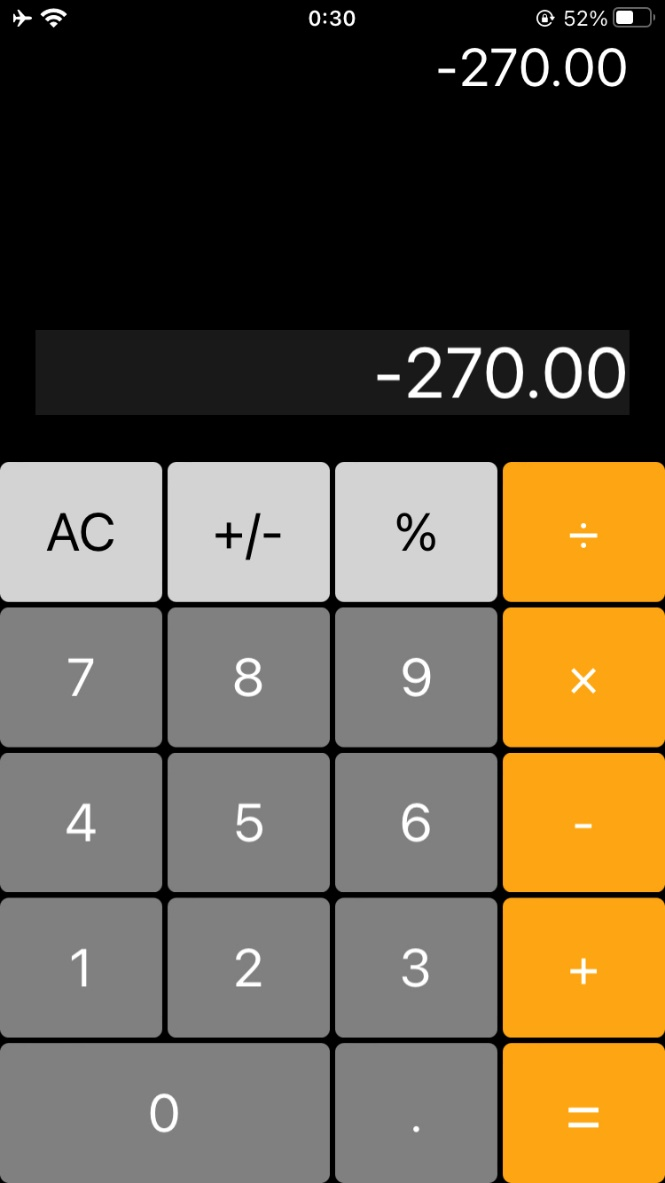 0:30 52%
-270.00
-270.00
AC +/- % ÷
7 8 9 ×
4 5 6 -
1 2 3 +
0 . =